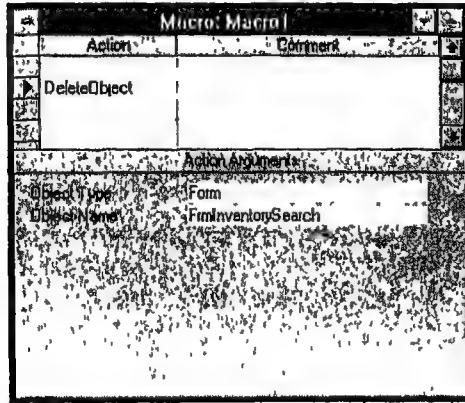 Macro: Macro1
Action Comment
DeleteObject
Action Arguments
Object Type Form
Object Name FrmInventorySearch